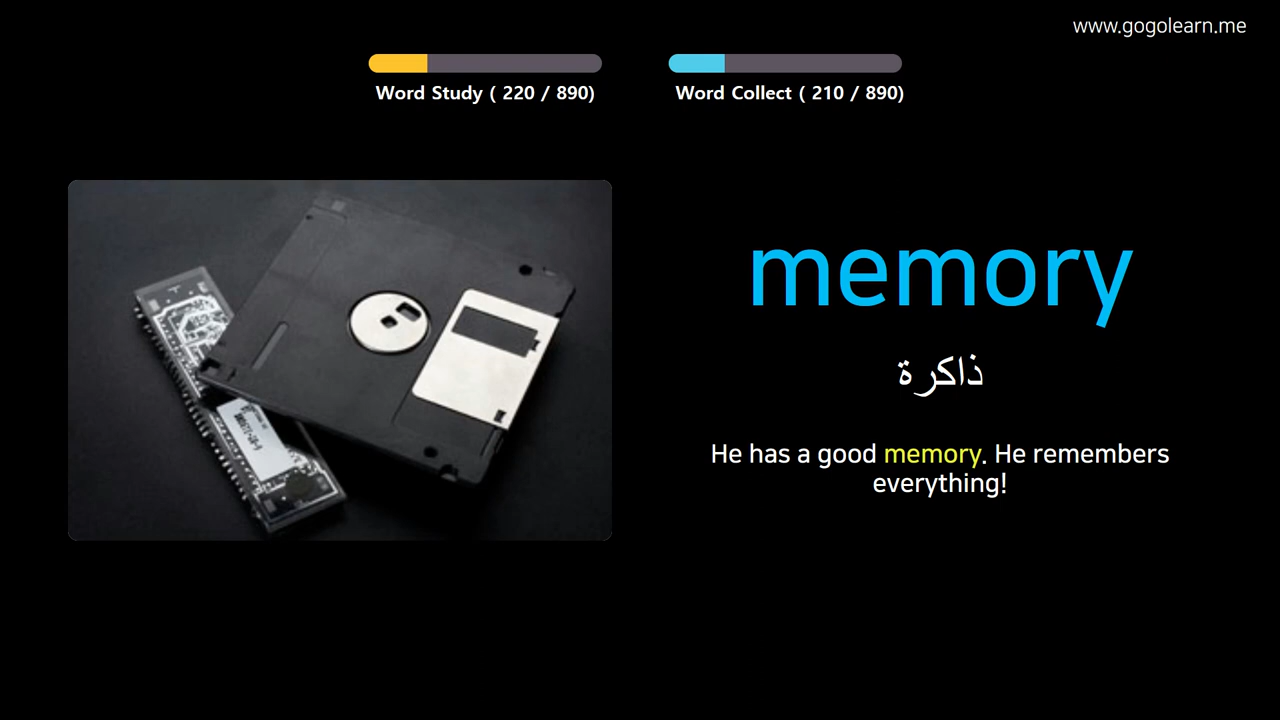 www.gogolearn.me
Word Study ( 220 / 890)
Word Collect ( 210 / 890)
memory
ذاكرة
He has a good memory. He remembers
everything!